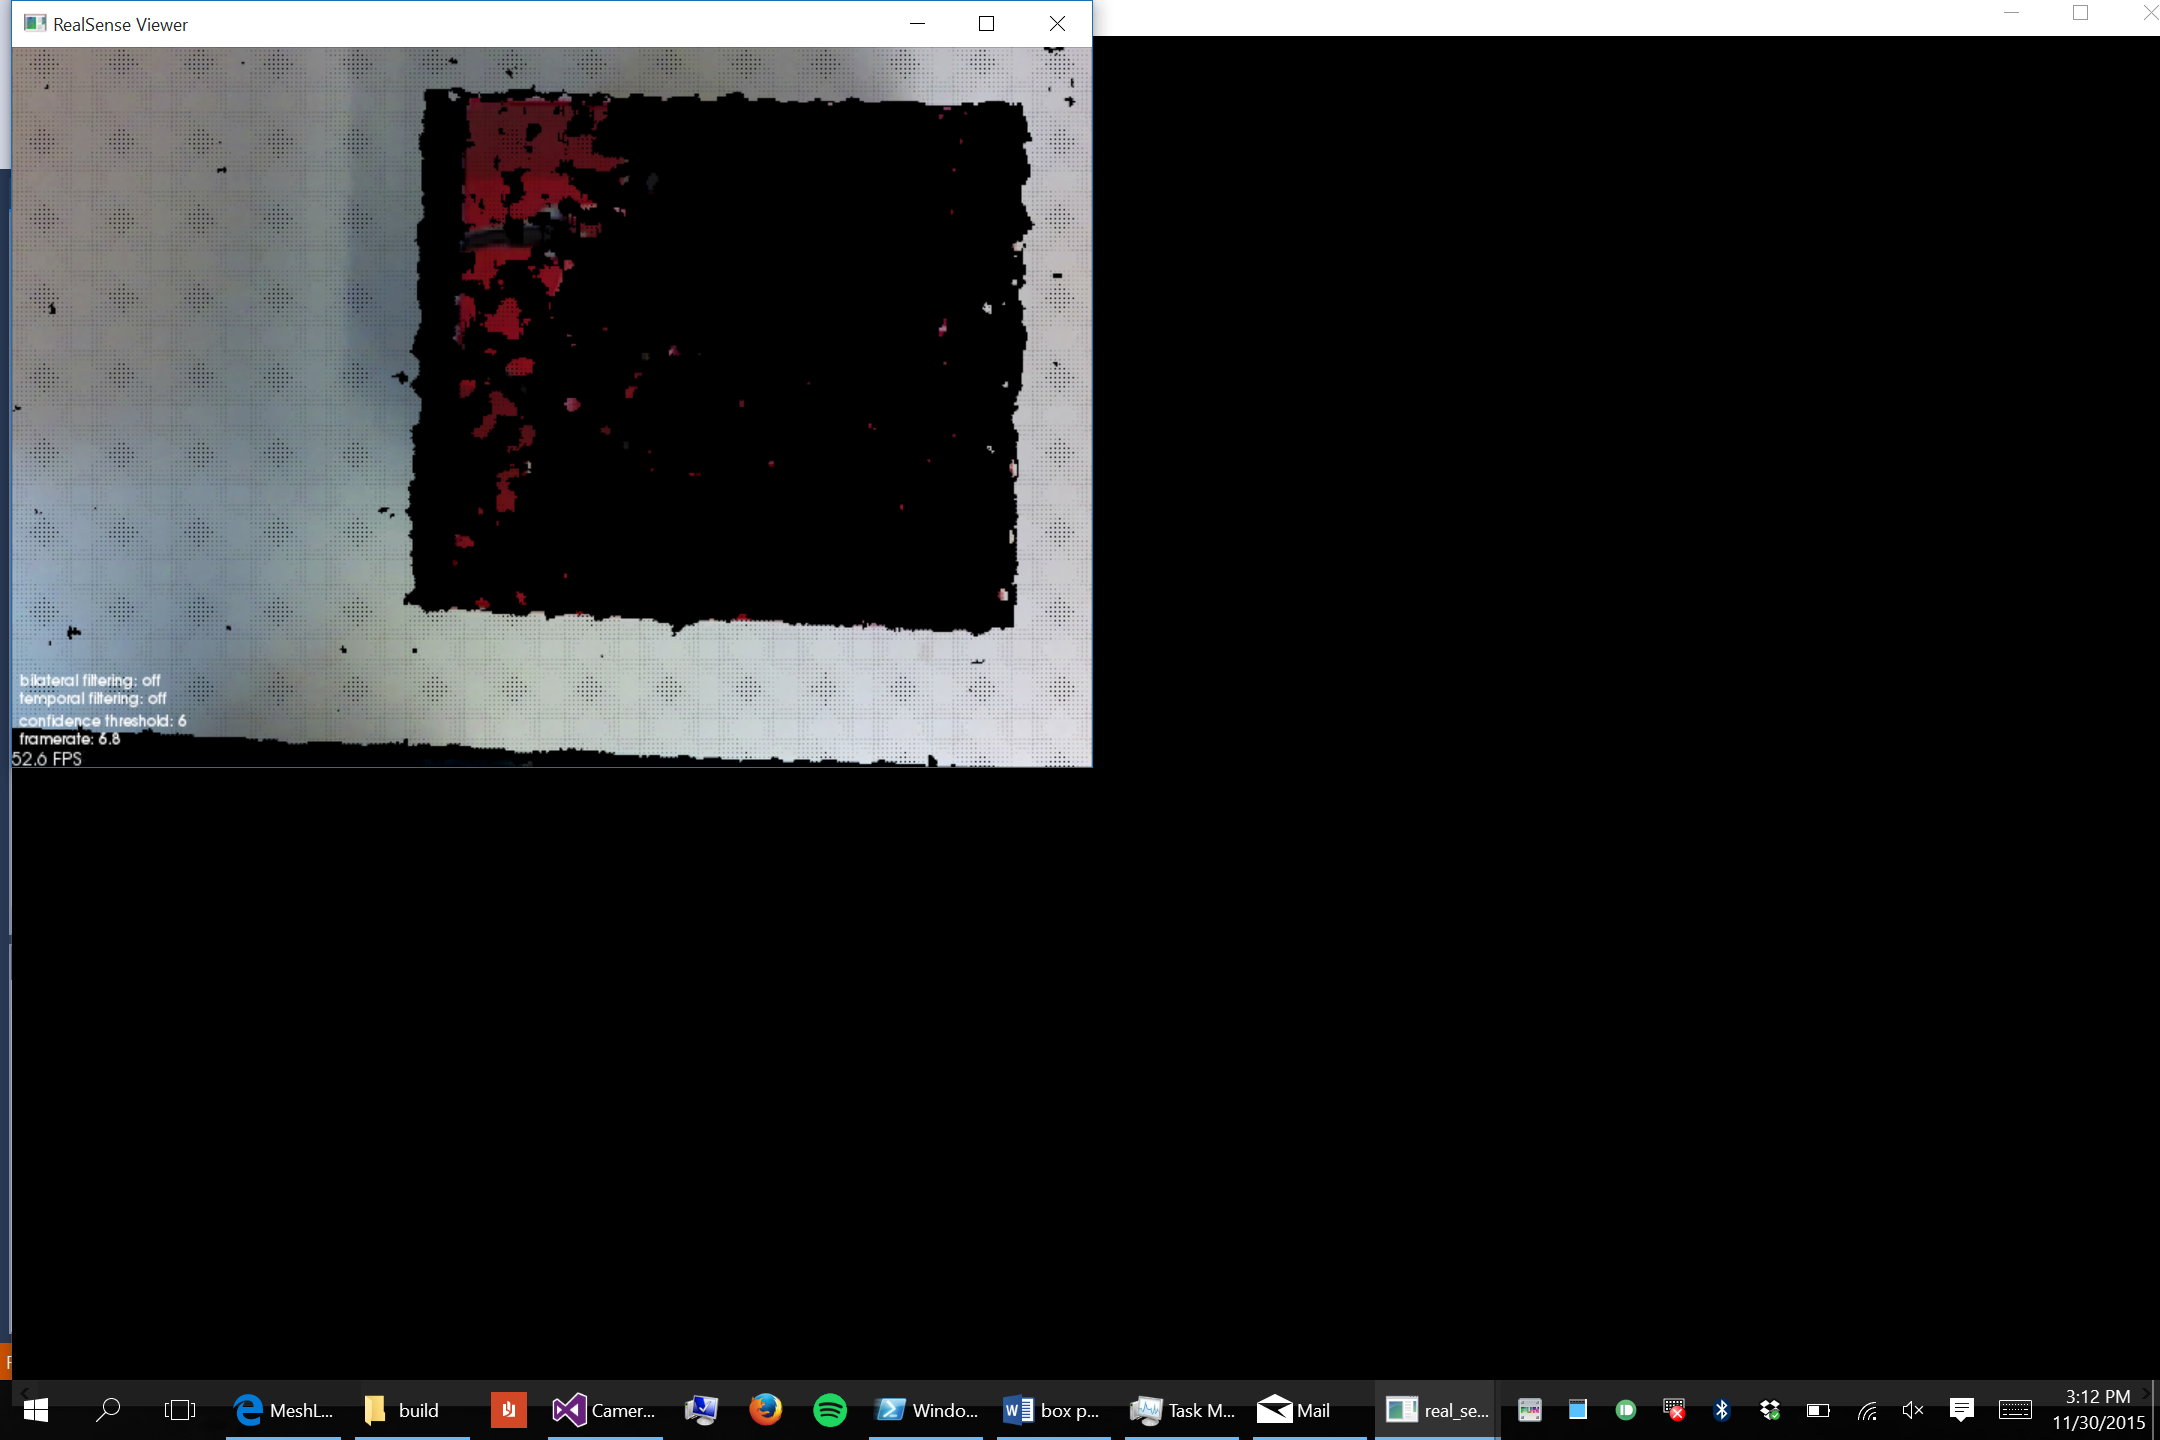 RealSense Viewer
bilateral filtering: off
temporal filtering: off
confidence threshold: 6
framerate: 6.8
52.6 FPS
MeshL...
build
Camer...
Windo...
box p...
Task M...
Mail
real_se...
FUN
3:12 PM
11/30/2015